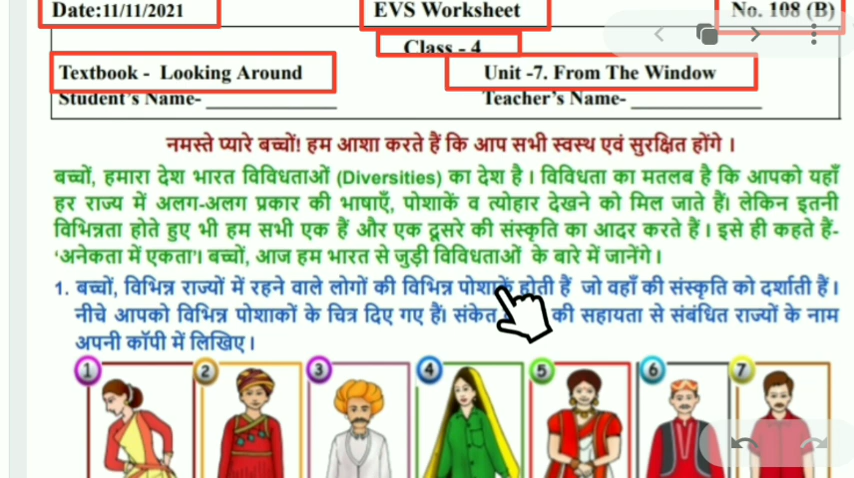 Date:11/11/2021 EVS Worksheet No. 108 (B)
Class - 4
Textbook - Looking Around Unit -7. From The Window
Student's Name- Teacher's Name-
नमस्ते प्यारे बच्चों! हम आशा करते हैं कि आप सभी स्वस्थ एवं सुरक्षित होंगे ।
बच्चों, हमारा देश भारत विविधताओं (Diversities) का देश है । विविधता का मतलब है कि आपको यहाँ
हर राज्य में अलग-अलग प्रकार की भाषाएँ, पोशाकें व त्योहार देखने को मिल जाते हैं। लेकिन इतनी
विभिन्नता होते हुए भी हम सभी एक हैं और एक दूसरे की संस्कृति का आदर करते हैं । इसे ही कहते हैं-
'अनेकता में एकता'। बच्चों, आज हम भारत से जुड़ी विविधताओं के बारे में जानेंगे ।
1. बच्चों, विभिन्न राज्यों में रहने वाले लोगों की विभिन्न पोशाकें होती हैं जो वहाँ की संस्कृति को दर्शाती हैं ।
नीचे आपको विभिन्न पोशाकों के चित्र दिए गए हैं। संकेत की सहायता से संबंधित राज्यों के नाम
अपनी कॉपी में लिखिए ।
1 2 3 4 5 6 7